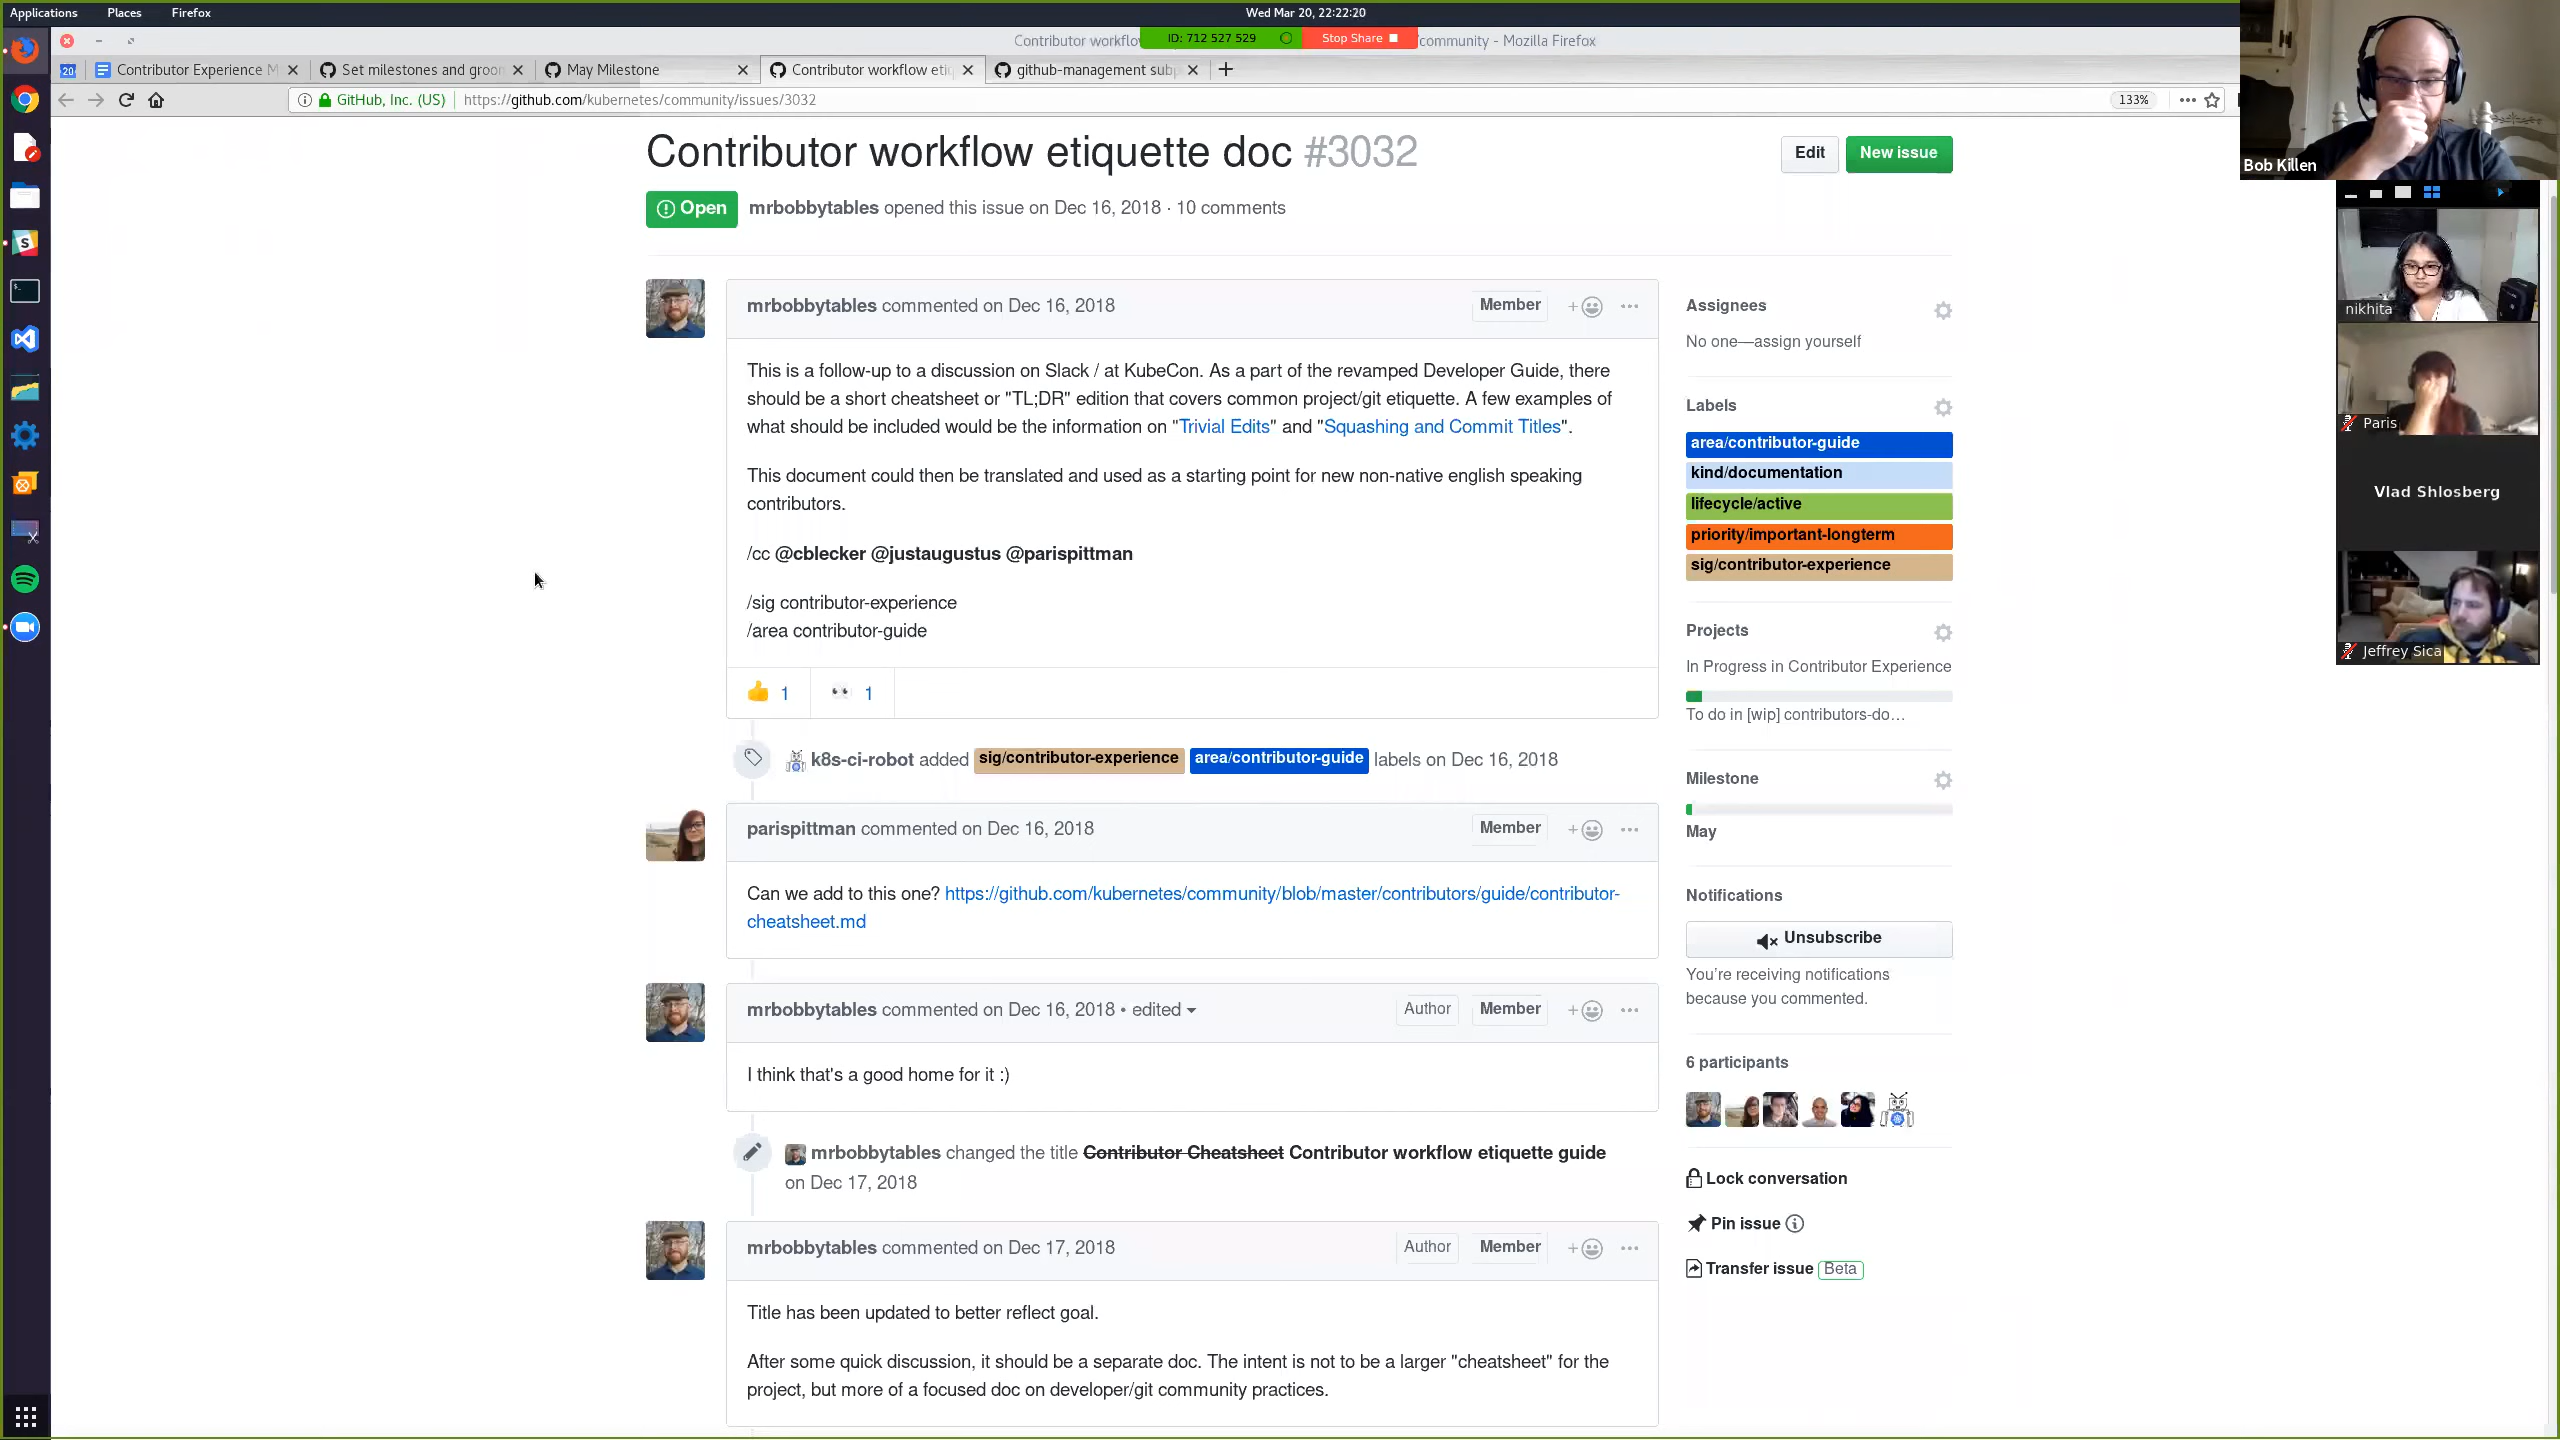 Applications Places Firefox
Wed Mar 20, 22:22:20
Contributor workflow
ID: 712 527 529
Stop Share
community - Mozilla Firefox
20
Contributor Experience M
Set milestones and groom
May Milestone
Contributor workflow etiq
github-management subp
GitHub, Inc. (US)
https://github.com/kubernetes/community/issues/3032
133%
Bob Killen
nikhita
Paris
Vlad Shlosberg
Jeffrey Sica
Contributor workflow etiquette doc #3032
Edit
New issue
Open
mrbobbytables opened this issue on Dec 16, 2018 · 10 comments
mrbobbytables commented on Dec 16, 2018
Member
This is a follow-up to a discussion on Slack / at KubeCon. As a part of the revamped Developer Guide, there
should be a short cheatsheet or "TL;DR" edition that covers common project/git etiquette. A few examples of
what should be included would be the information on "Trivial Edits" and "Squashing and Commit Titles".
This document could then be translated and used as a starting point for new non-native english speaking
contributors.
/cc @cblecker @justaugustus @parispittman
/sig contributor-experience
/area contributor-guide
1
1
k8s-ci-robot added sig/contributor-experience area/contributor-guide labels on Dec 16, 2018
parispittman commented on Dec 16, 2018
Member
Can we add to this one? https://github.com/kubernetes/community/blob/master/contributors/guide/contributor-
cheatsheet.md
mrbobbytables commented on Dec 16, 2018 • edited
Author
Member
I think that's a good home for it :)
mrbobbytables changed the title Contributor Cheatsheet Contributor workflow etiquette guide
on Dec 17, 2018
mrbobbytables commented on Dec 17, 2018
Author
Member
Title has been updated to better reflect goal.
After some quick discussion, it should be a separate doc. The intent is not to be a larger "cheatsheet" for the
project, but more of a focused doc on developer/git community practices.
Assignees
No one—assign yourself
Labels
area/contributor-guide
kind/documentation
lifecycle/active
priority/important-longterm
sig/contributor-experience
Projects
In Progress in Contributor Experience
To do in [wip] contributors-do…
Milestone
May
Notifications
Unsubscribe
You're receiving notifications
because you commented.
6 participants
Lock conversation
Pin issue
Transfer issue Beta